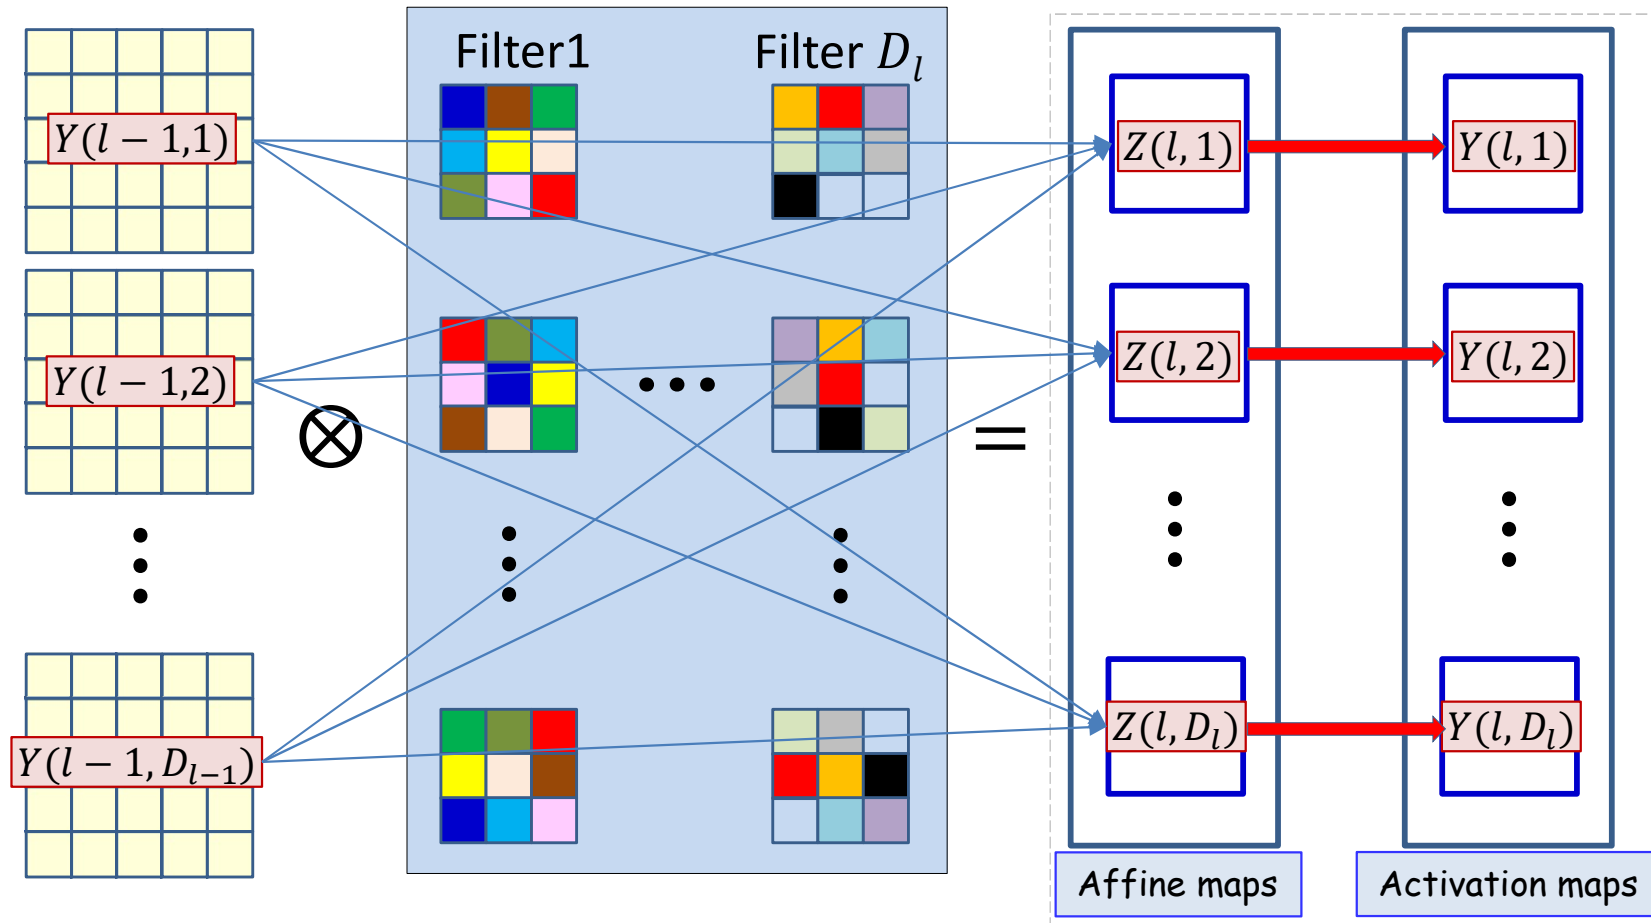 Filter1
Filter D_l
Y(l − 1,1)
Z(l, 1)
Y(l, 1)
Y(l − 1,2)
Z(l, 2)
Y(l, 2)
⊗
=
Y(l − 1, D_{l−1})
Z(l, D_l)
Y(l, D_l)
Affine maps
Activation maps